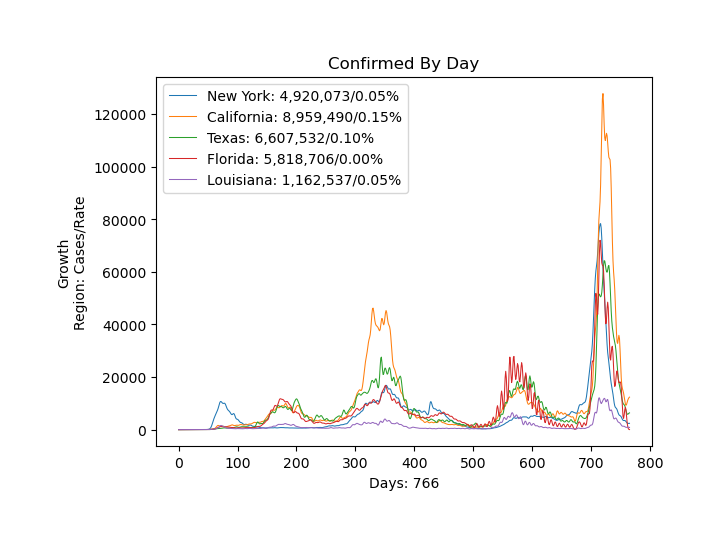 Confirmed By Day
New York: 4,920,073/0.05%
California: 8,959,490/0.15%
Texas: 6,607,532/0.10%
Florida: 5,818,706/0.00%
Louisiana: 1,162,537/0.05%
120000
100000
80000
60000
40000
20000
0
Growth
Region: Cases/Rate
0 100 200 300 400 500 600 700 800
Days: 766